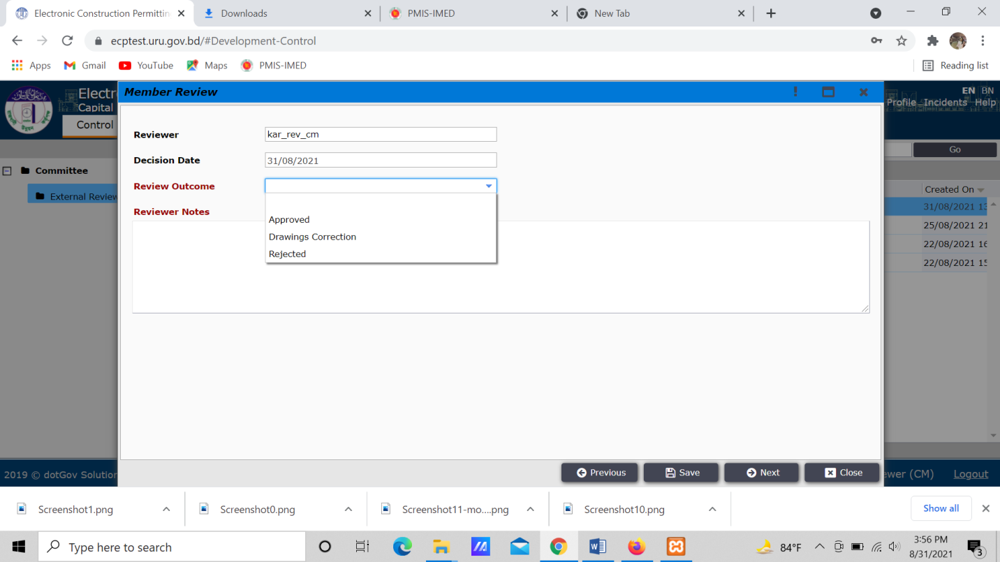 Electronic Construction Permittin
Downloads
PMIS-IMED
New Tab
ecptest.uru.gov.bd/#Development-Control
Apps
Gmail
YouTube
Maps
PMIS-IMED
Reading list
Electr
Capital
Control
Member Review
EN BN
Profile Incidents Help
Go
Reviewer kar_rev_cm
Decision Date 31/08/2021
Review Outcome
Reviewer Notes
Approved
Drawings Correction
Rejected
Committee
External Review
Created On
31/08/2021 13
25/08/2021 21
22/08/2021 16
22/08/2021 15
Previous
Save
Next
Close
2019 © dotGov Solution
ewer (CM) Logout
Screenshot1.png
Screenshot0.png
Screenshot11-mo....png
Screenshot10.png
Show all
Type here to search
84°F
3:56 PM
8/31/2021
3